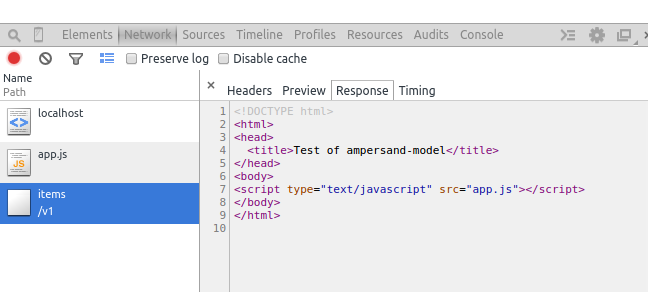 Elements Network Sources Timeline Profiles Resources Audits Console
Preserve log Disable cache
Name
Path
localhost
app.js
JS
items
/v1
× Headers Preview Response Timing
1 <!DOCTYPE html>
2 <html>
3 <head>
4 <title>Test of ampersand-model</title>
5 </head>
6 <body>
7 <script type="text/javascript" src="app.js"></script>
8 </body>
9 </html>
10